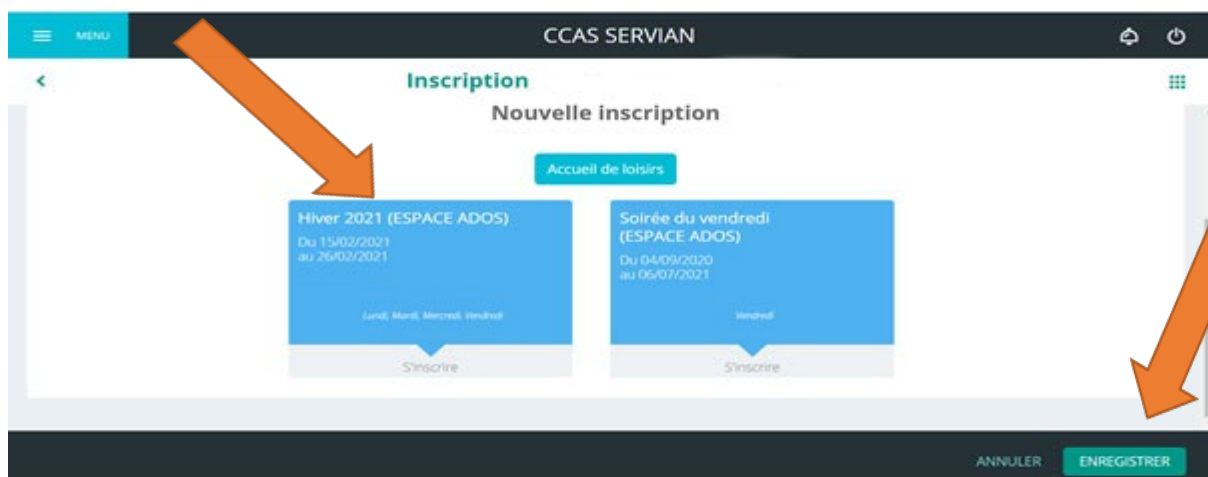 MENU
CCAS SERVIAN
Inscription
Nouvelle inscription
Accueil de loisirs
Hiver 2021 (ESPACE ADOS)
Du 15/02/2021
au 26/02/2021
Lundi, Mardi, Mercredi, Vendredi
S'inscrire
Soirée du vendredi
(ESPACE ADOS)
Du 04/09/2020
au 06/07/2021
Vendredi
S'inscrire
ANNULER
ENREGISTRER